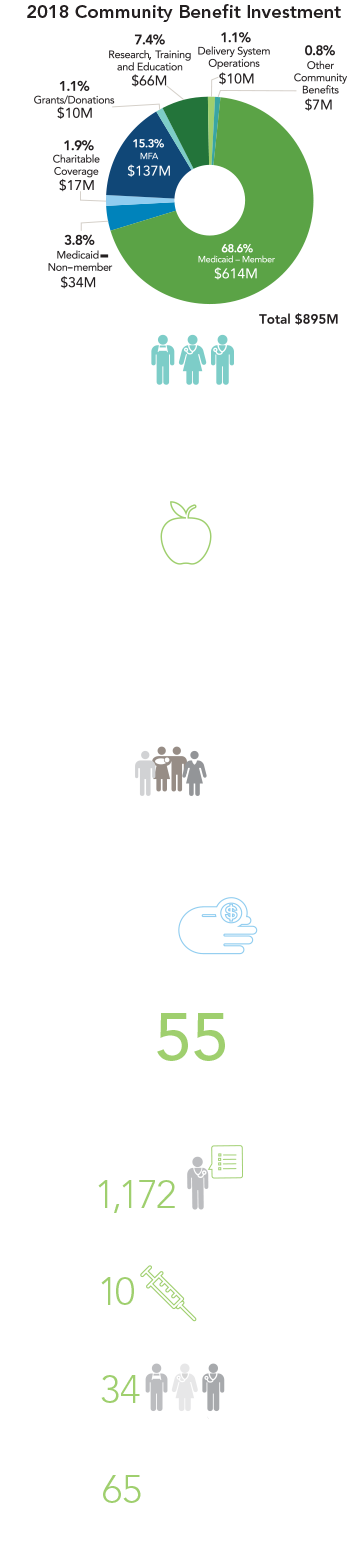 2018 Community Benefit Investment
7.4%
Research, Training
and Education
$66M
1.1%
Delivery System
Operations
$10M
0.8%
Other
Community
Benefits
$7M
1.1%
Grants/Donations
$10M
15.3%
MFA
$137M
1.9%
Charitable
Coverage
$17M
3.8%
Medicaid–
Non–member
$34M
68.6%
Medicaid – Member
$614M
Total $895M
$
55
1,172
10
34
65